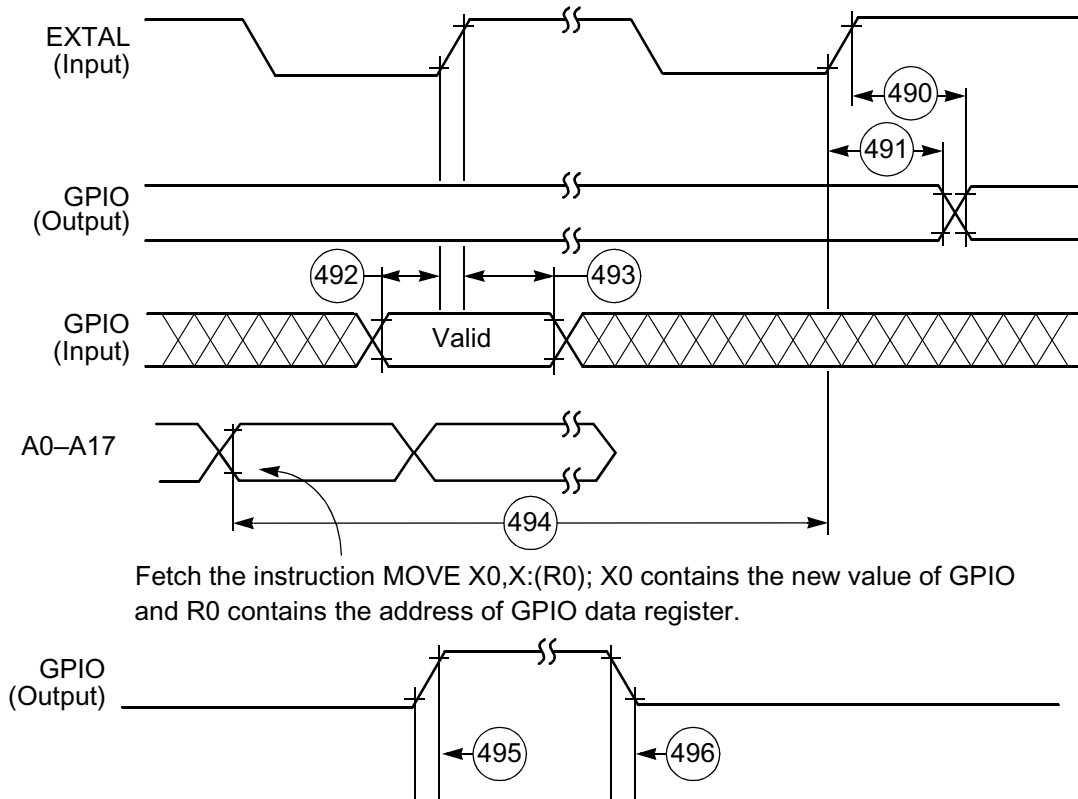 EXTAL
(Input)
490
491
GPIO
(Output)
492
493
GPIO
(Input)
Valid
A0–A17
494
Fetch the instruction MOVE X0,X:(R0); X0 contains the new value of GPIO
and R0 contains the address of GPIO data register.
GPIO
(Output)
495
496